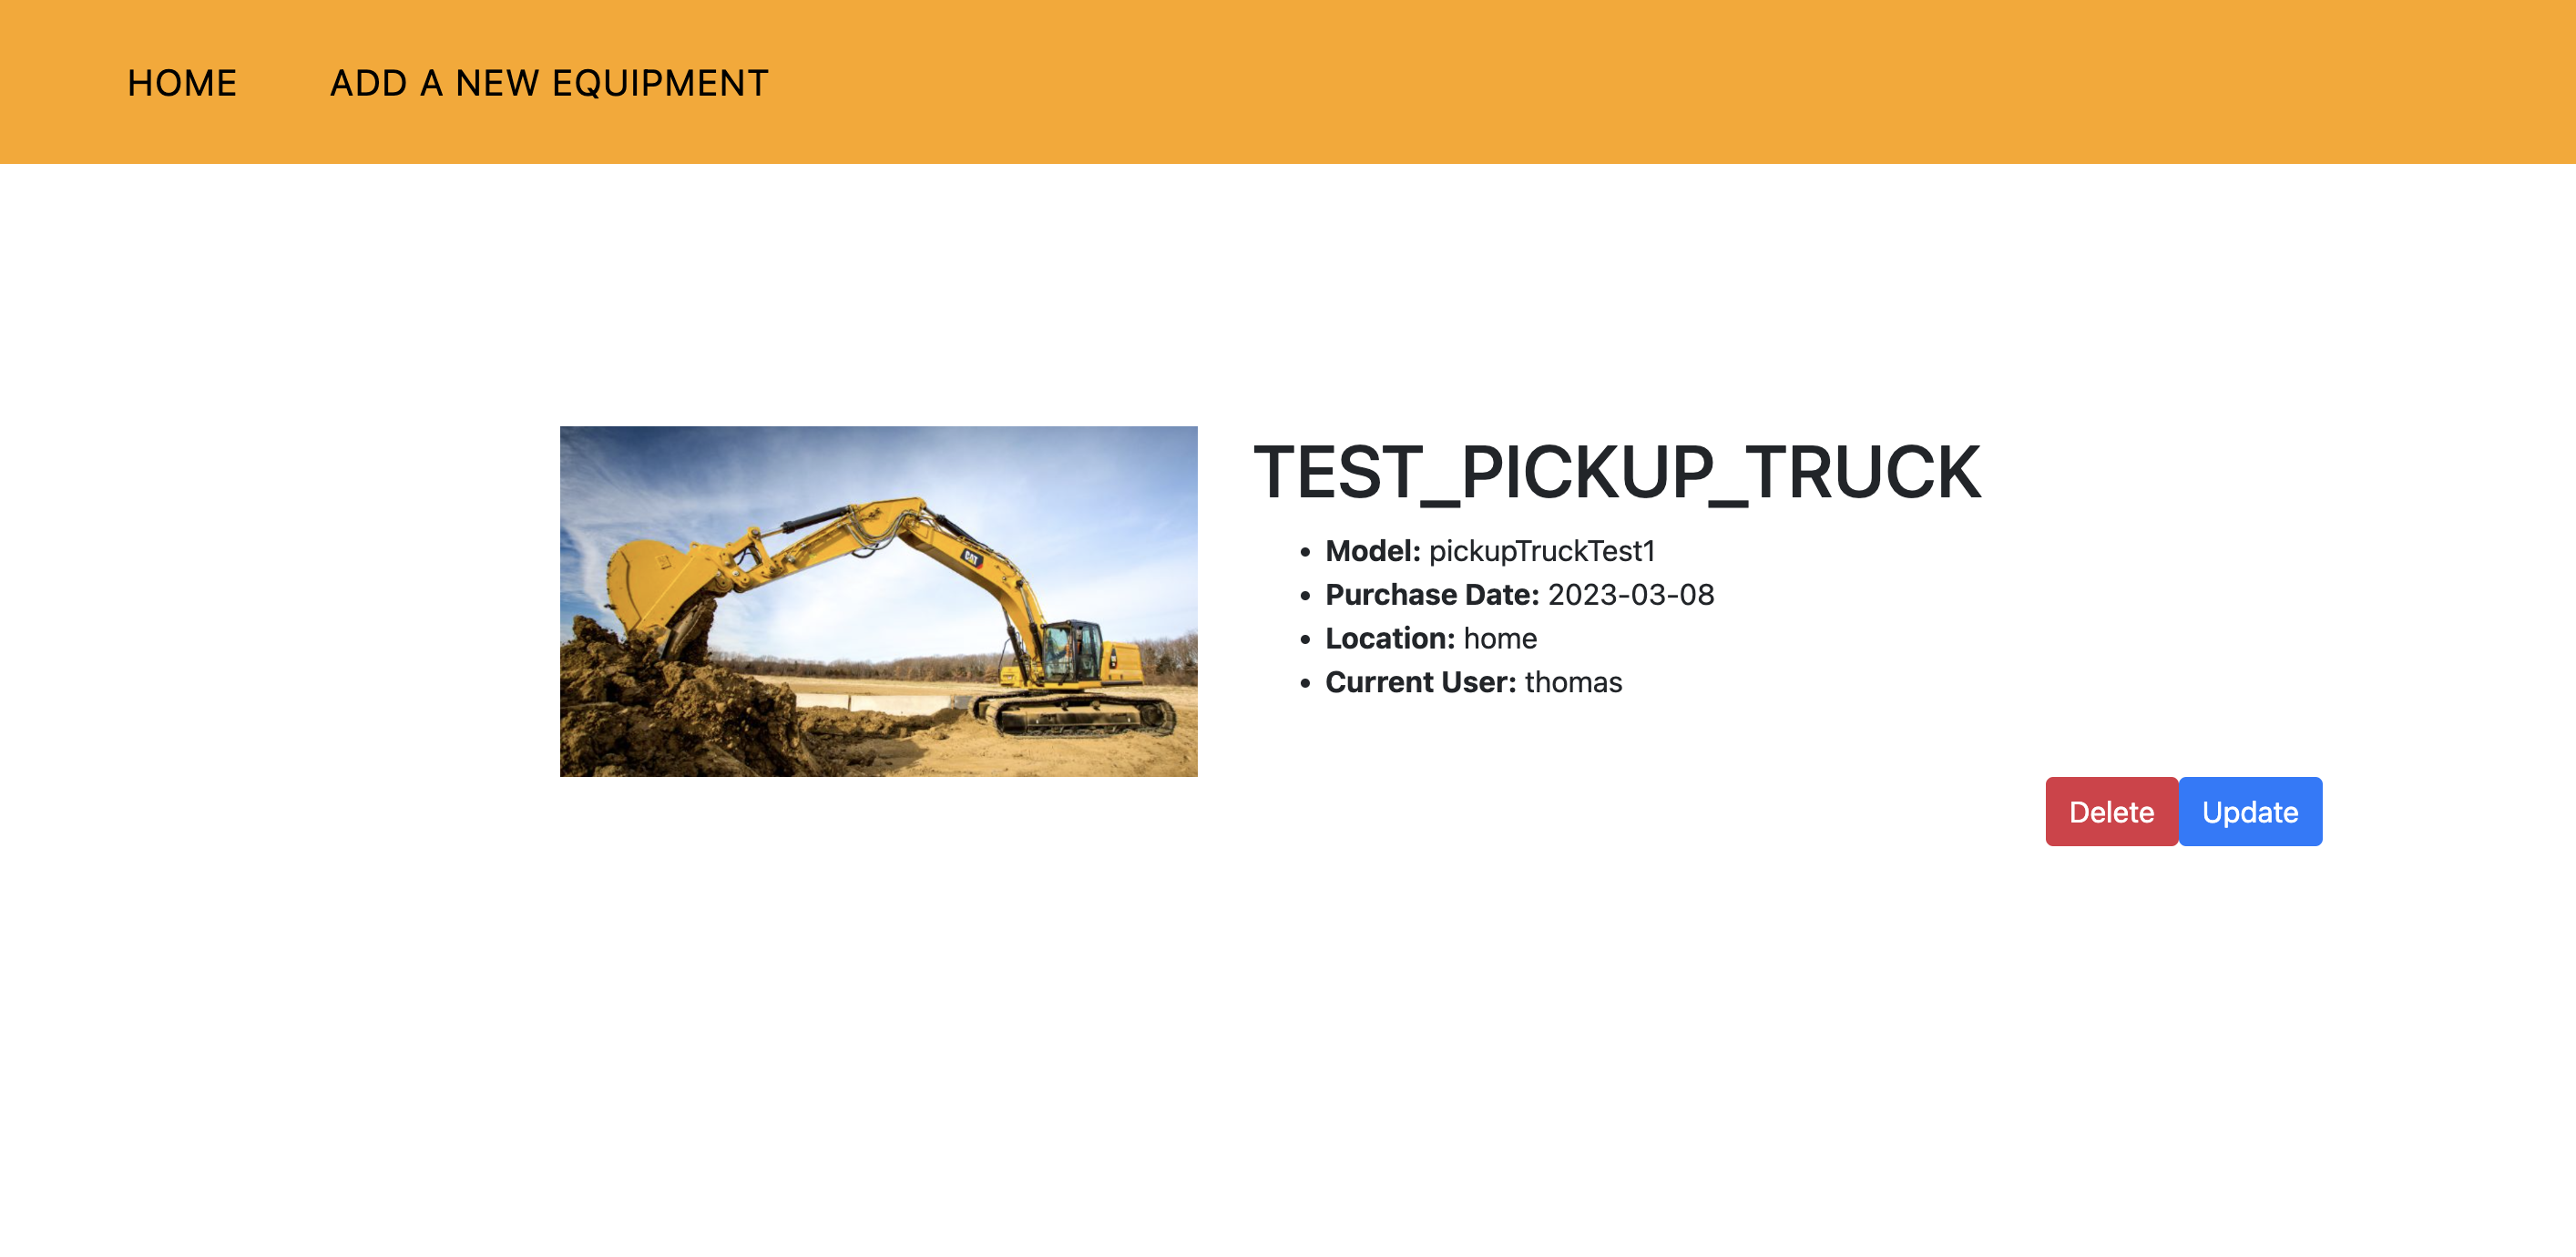 HOME ADD A NEW EQUIPMENT
TEST_PICKUP_TRUCK
Model: pickupTruckTest1
Purchase Date: 2023-03-08
Location: home
Current User: thomas
CAT
Delete Update